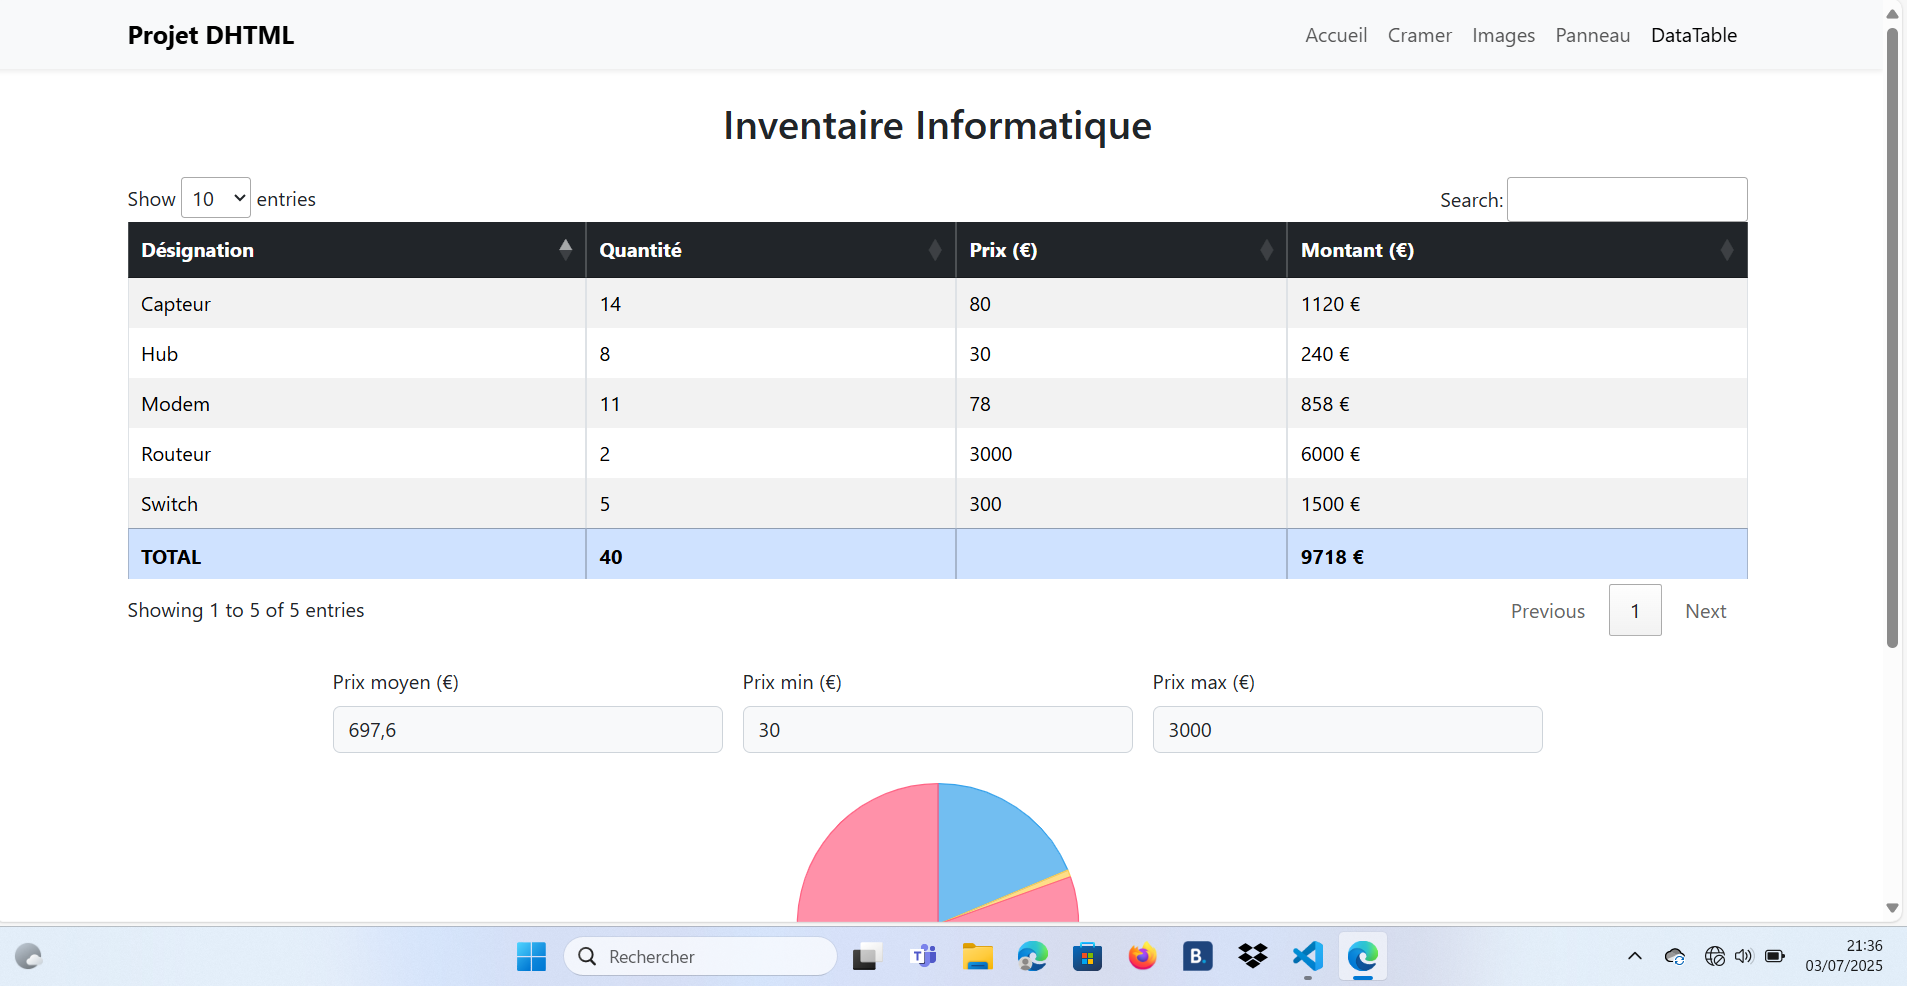 Projet DHTML Accueil Cramer Images Panneau DataTable
Inventaire Informatique
Show 10 entries Search:
Désignation Quantité Prix (€) Montant (€)
Capteur 14 80 1120 €
Hub 8 30 240 €
Modem 11 78 858 €
Routeur 2 3000 6000 €
Switch 5 300 1500 €
TOTAL 40 9718 €
Showing 1 to 5 of 5 entries Previous 1 Next
Prix moyen (€) Prix min (€) Prix max (€)
697,6 30 3000
Rechercher
B.
21:36
03/07/2025